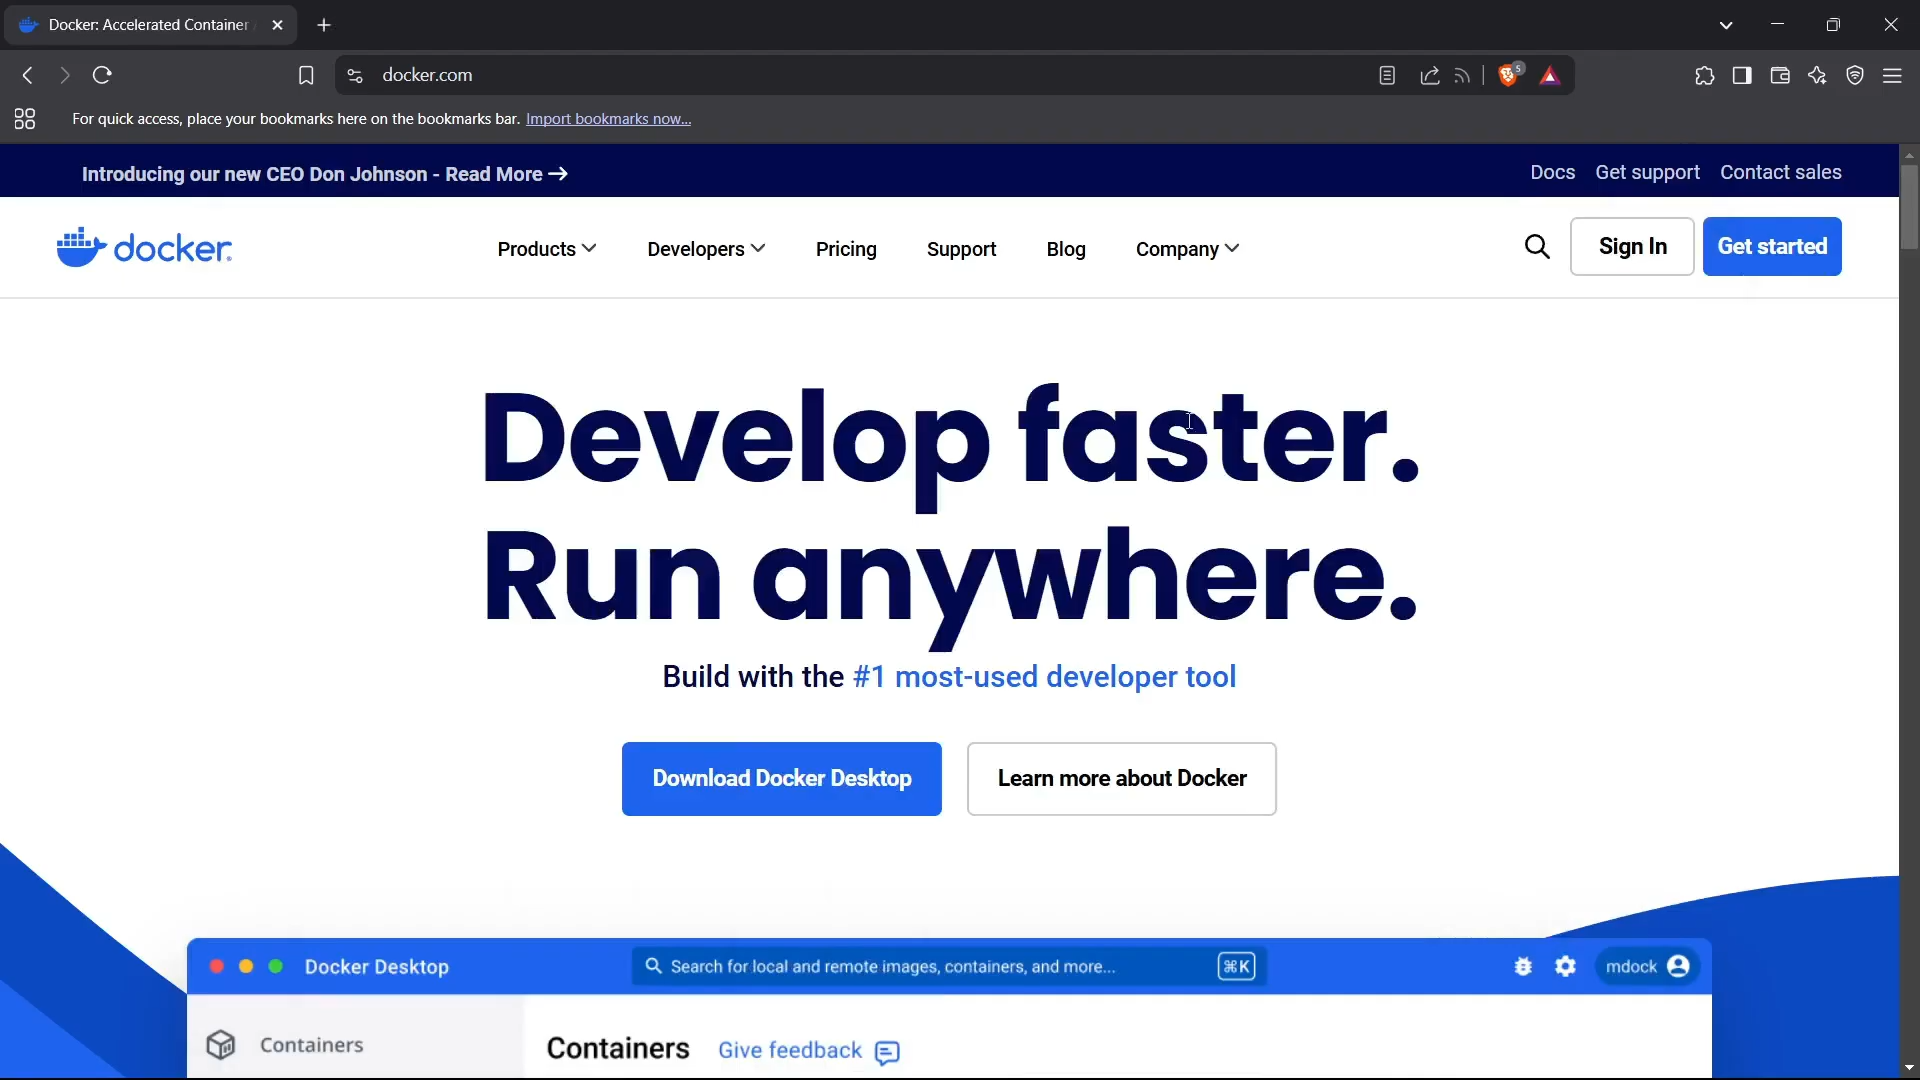 Docker: Accelerated Container
docker.com
5
For quick access, place your bookmarks here on the bookmarks bar. Import bookmarks now...
Introducing our new CEO Don Johnson - Read More →
Docs Get support Contact sales
docker.
Products Developers Pricing Support Blog Company
Sign In
Get started
Develop faster.
Run anywhere.
Build with the #1 most-used developer tool
Download Docker Desktop
Learn more about Docker
Docker Desktop
Search for local and remote images, containers, and more...
⌘K
mdock
Containers
Containers
Give feedback